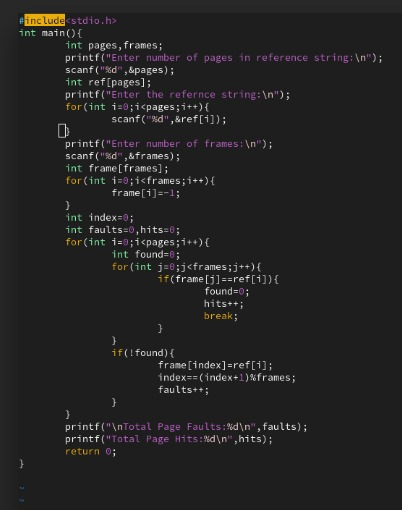 #include<stdio.h>
int main(){
int pages,frames;
printf("Enter number of pages in reference string:\n");
scanf("%d",&pages);
int ref[pages];
printf("Enter the refernce string:\n");
for(int i=0;i<pages;i++){
scanf("%d",&ref[i]);
}
printf("Enter number of frames:\n");
scanf("%d",&frames);
int frame[frames];
for(int i=0;i<frames;i++){
frame[i]=-1;
}
int index=0;
int faults=0,hits=0;
for(int i=0;i<pages;i++){
int found=0;
for(int j=0;j<frames;j++){
if(frame[j]==ref[i]){
found=0;
hits++;
break;
}
}
if(!found){
frame[index]=ref[i];
index==(index+1)%frames;
faults++;
}
}
printf("\nTotal Page Faults:%d\n",faults);
printf("Total Page Hits:%d\n",hits);
return 0;
}
~
~